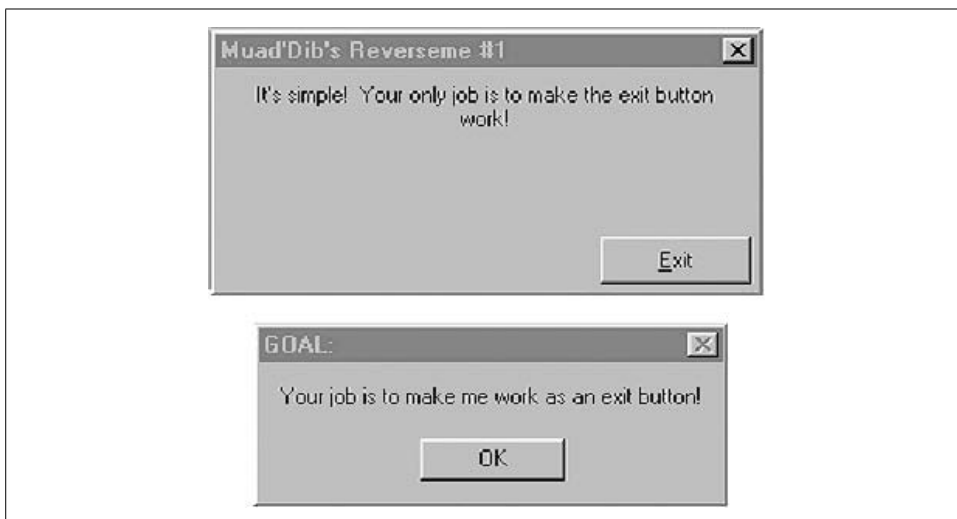 Muad'Dib's Reverseme #1
It's simple! Your only job is to make the exit button
work!
Exit
GOAL:
Your job is to make me work as an exit button!
OK